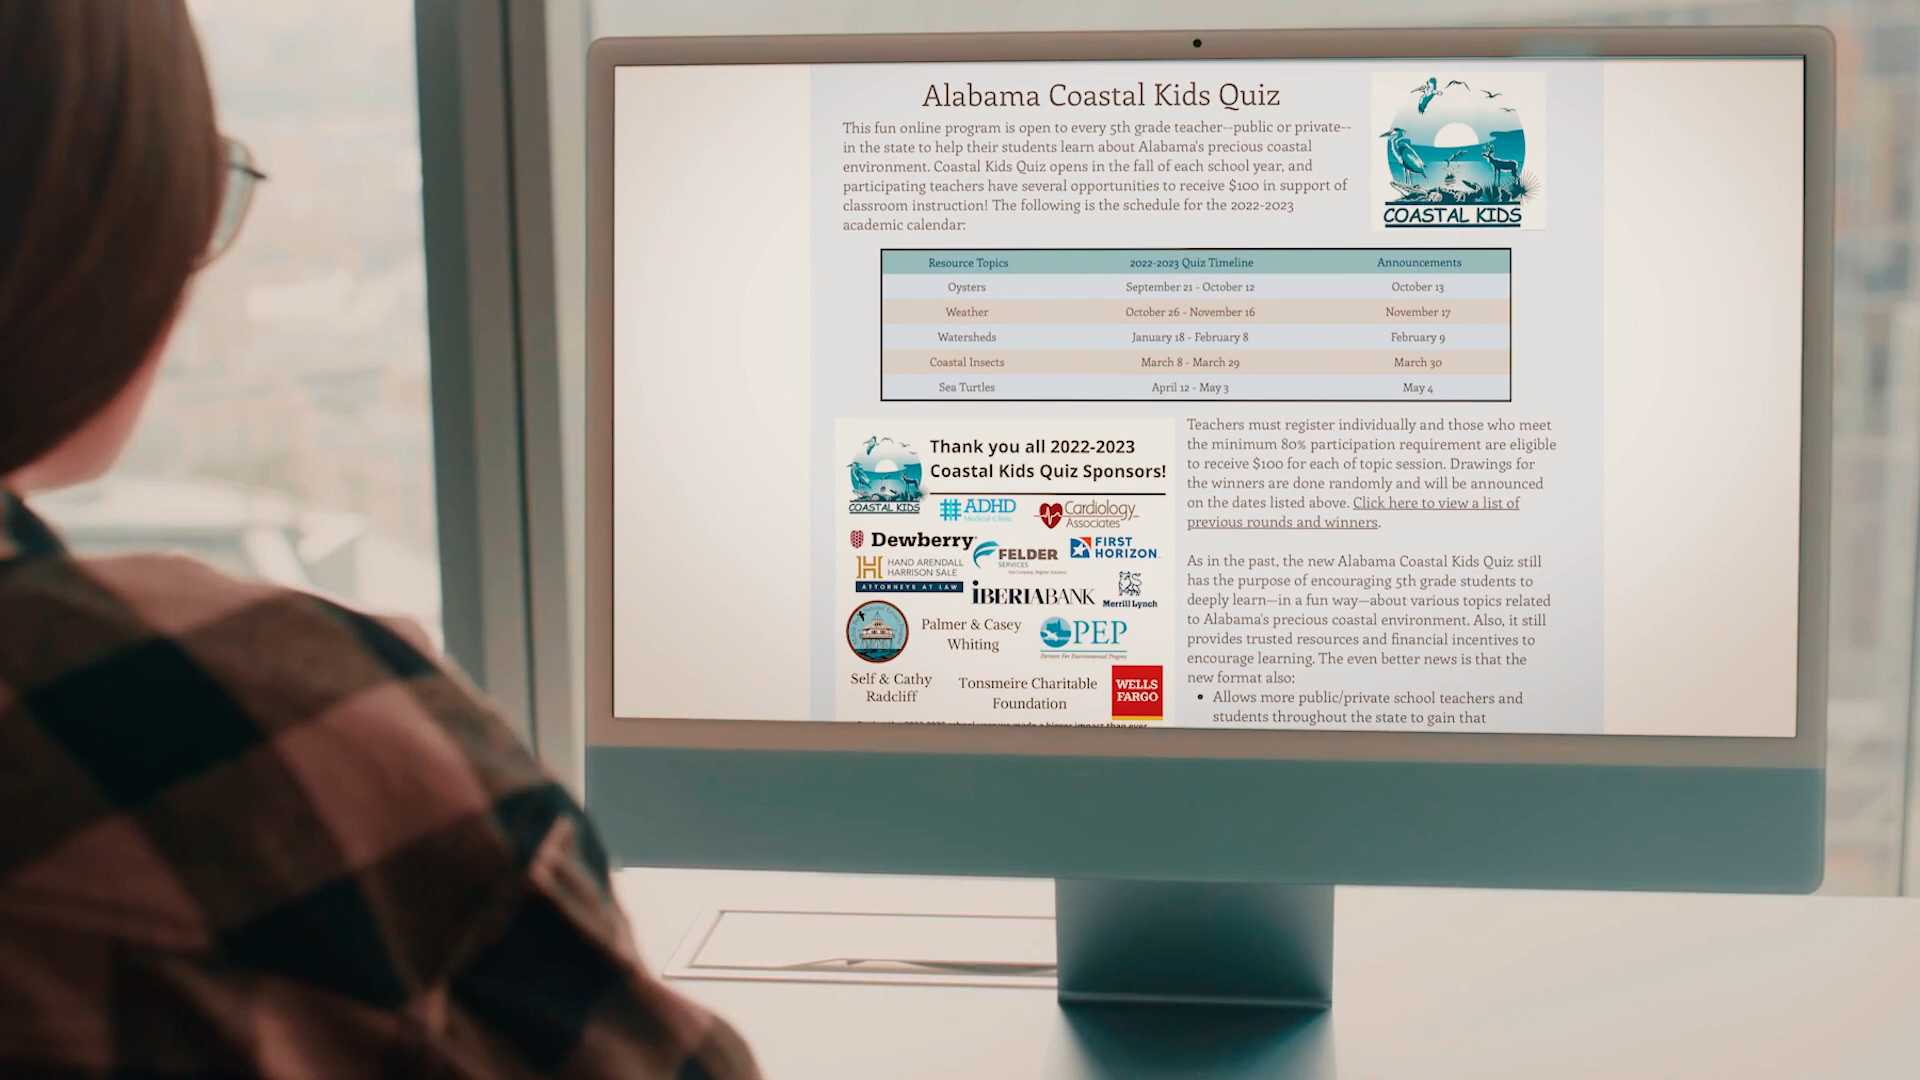 Alabama Coastal Kids Quiz
This fun online program is open to every 5th grade teacher--public or private--
in the state to help their students learn about Alabama's precious coastal
environment. Coastal Kids Quiz opens in the fall of each school year, and
participating teachers have several opportunities to receive $100 in support of
classroom instruction! The following is the schedule for the 2022-2023
academic calendar:
COASTAL KIDS
Resource Topics 2022-2023 Quiz Timeline Announcements
Oysters September 21 - October 12 October 13
Weather October 26 - November 16 November 17
Watersheds January 18 - February 8 February 9
Coastal Insects March 8 - March 29 March 30
Sea Turtles April 12 - May 3 May 4
Thank you all 2022-2023
Coastal Kids Quiz Sponsors!
COASTAL KIDS
ADHD
Medical Clinic
Cardiology
Associates
Dewberry
FELDER
SERVICES
FIRST
HORIZON
HAND ARENDALL
HARRISON SALE
ATTORNEYS AT LAW
IBERIABANK
Merrill Lynch
Palmer & Casey
Whiting
PEP
Partners For Environmental Progress
Self & Cathy
Radcliff
Tonsmeire Charitable
Foundation
WELLS
FARGO
Teachers must register individually and those who meet
the minimum 80% participation requirement are eligible
to receive $100 for each of topic session. Drawings for
the winners are done randomly and will be announced
on the dates listed above. Click here to view a list of
previous rounds and winners.
As in the past, the new Alabama Coastal Kids Quiz still
has the purpose of encouraging 5th grade students to
deeply learn—in a fun way—about various topics related
to Alabama's precious coastal environment. Also, it still
provides trusted resources and financial incentives to
encourage learning. The even better news is that the
new format also:
• Allows more public/private school teachers and
students throughout the state to gain that